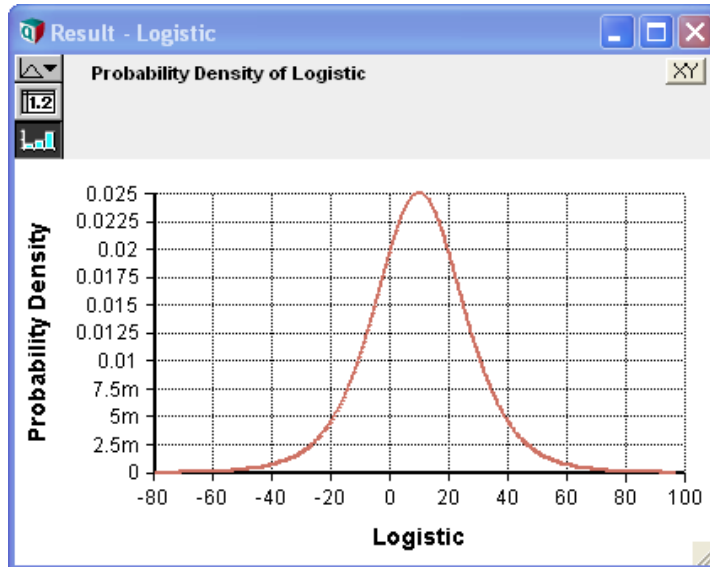 Result - Logistic
Probability Density of Logistic
XY
1.2
Probability Density
0.025
0.0225
0.02
0.0175
0.015
0.0125
0.01
7.5m
5m
2.5m
0
-80 -60 -40 -20 0 20 40 60 80 100
Logistic